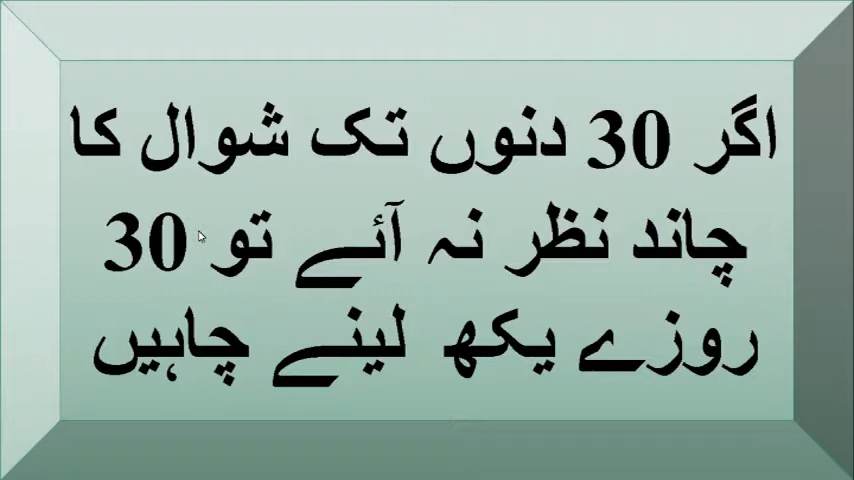 اگر 30 دنوں تک شوال کا
چاند نظر نہ آئے تو 30
روزے یکھ لینے چاہیں